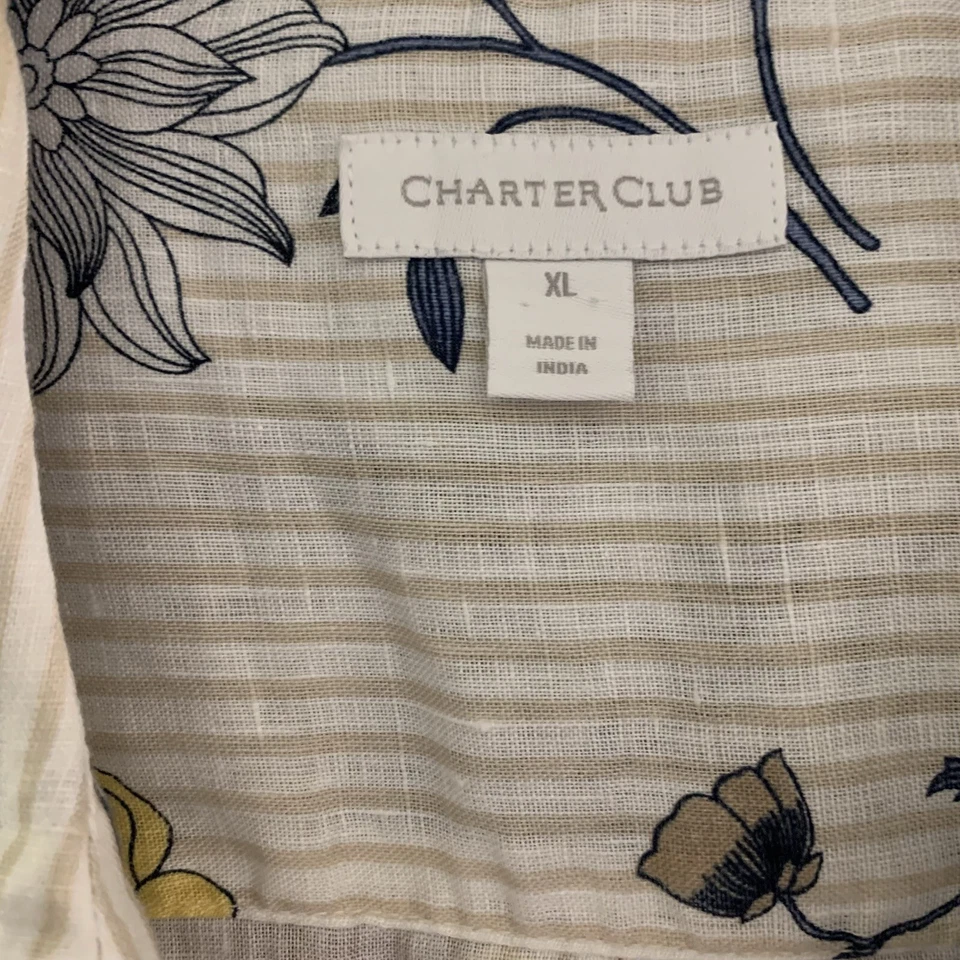 CHARTER CLUB
XL
MADE IN
INDIA